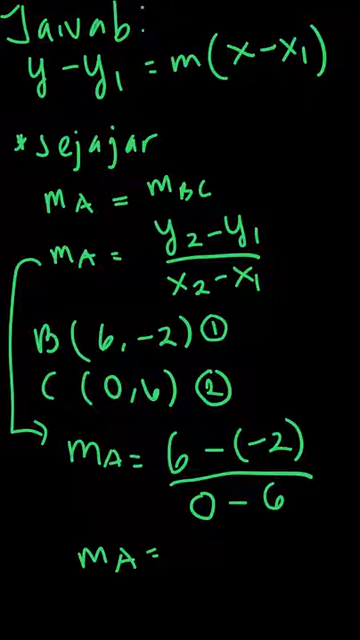 Jawab:
y - y₁ = m(x - x₁)
*sejajar
mA = mBC
mA = y₂ - y₁ / x₂ - x₁
B(6, -2) ①
C (0,6) ②
mA = 6 - (-2) / 0 - 6
mA =